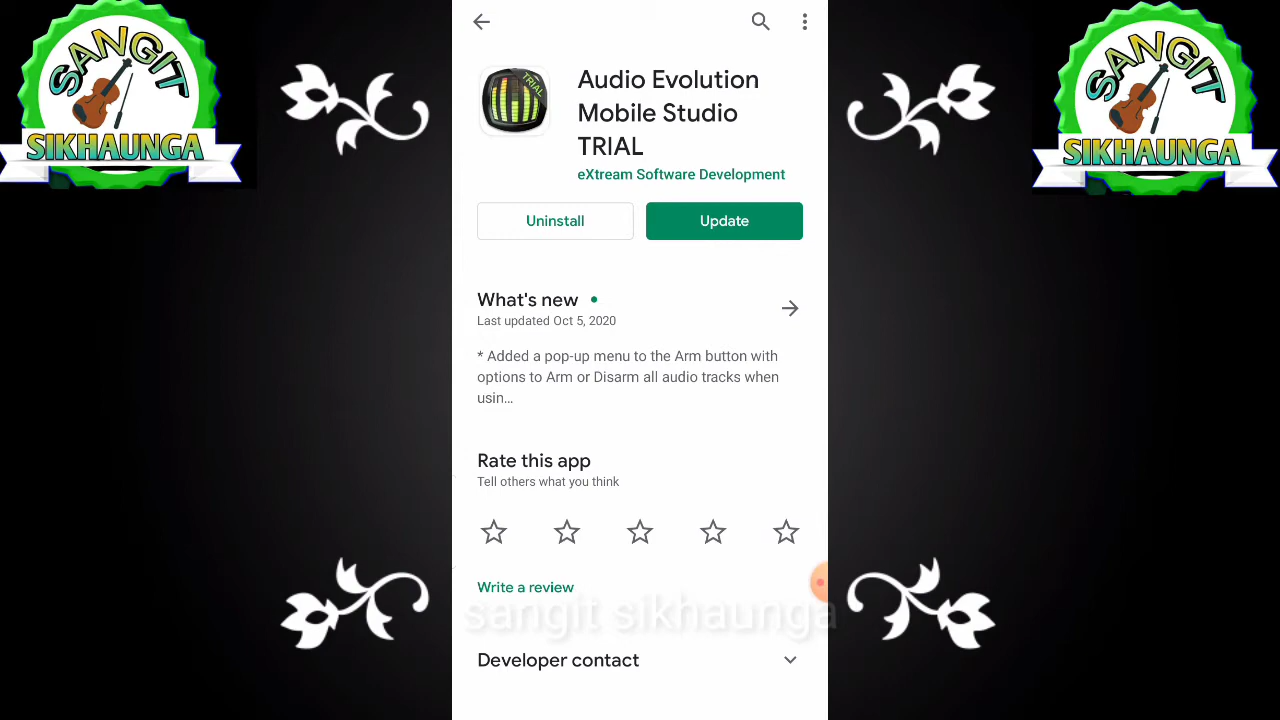 SANGIT
SIKHAUNGA
SANGIT
SIKHAUNGA
TRIAL
Audio Evolution
Mobile Studio
TRIAL
eXtream Software Development
Uninstall
Update
What's new
Last updated Oct 5, 2020
* Added a pop-up menu to the Arm button with
options to Arm or Disarm all audio tracks when
usin...
Rate this app
Tell others what you think
Write a review
sangit sikhaunga
Developer contact